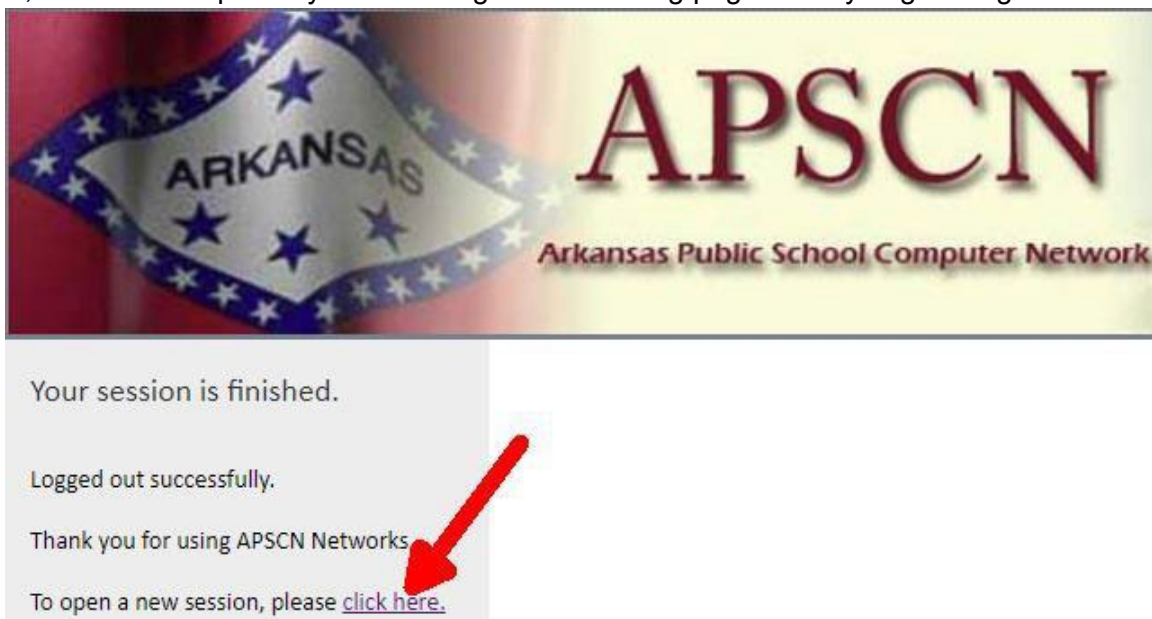 ARKANSAS
APSCN
Arkansas Public School Computer Network
Your session is finished.
Logged out successfully.
Thank you for using APSCN Networks
To open a new session, please click here.